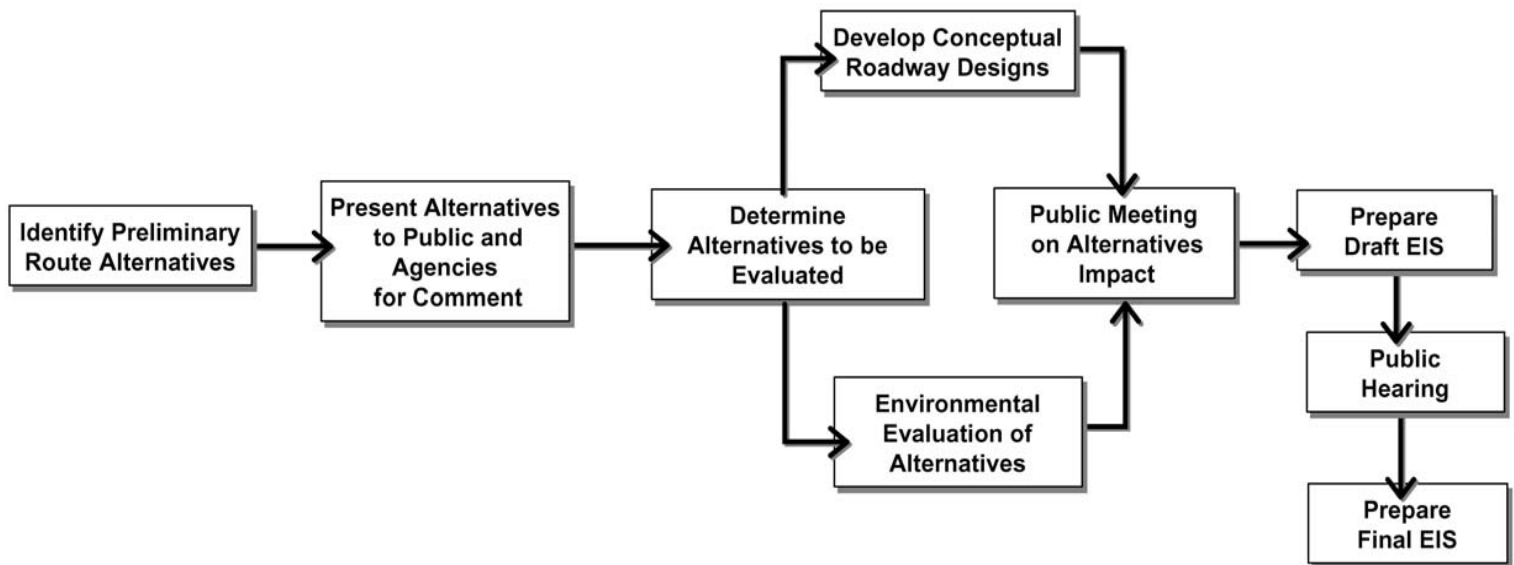 Identify Preliminary
Route Alternatives
Present Alternatives
to Public and
Agencies
for Comment
Determine
Alternatives to be
Evaluated
Develop Conceptual
Roadway Designs
Environmental
Evaluation of
Alternatives
Public Meeting
on Alternatives
Impact
Prepare
Draft EIS
Public
Hearing
Prepare
Final EIS